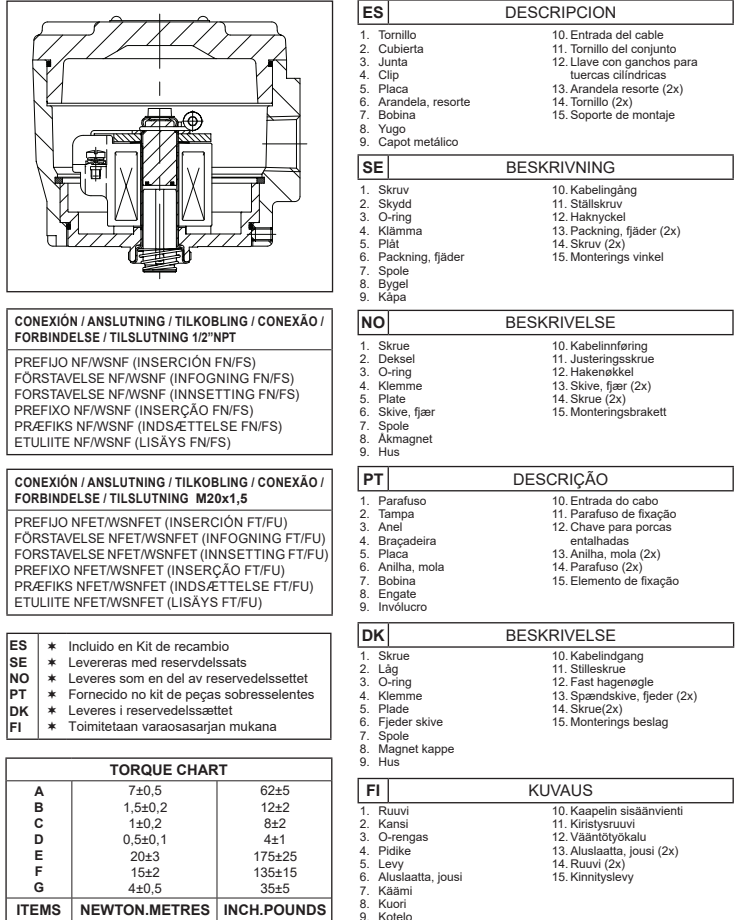 CONEXIÓN / ANSLUTNING / TILKOBLING / CONEXÃO /
FORBINDELSE / TILSLUTNING 1/2"NPT
PREFIJO NF/WSNF (INSERCIÓN FN/FS)
FÖRSTAVELSE NF/WSNF (INFOGNING FN/FS)
FORSTAVELSE NF/WSNF (INNSETTING FN/FS)
PREFIXO NF/WSNF (INSERÇÃO FN/FS)
PRÆFIKS NF/WSNF (INDSÆTTELSE FN/FS)
ETULIITE NF/WSNF (LISÄYS FN/FS)
CONEXIÓN / ANSLUTNING / TILKOBLING / CONEXÃO /
FORBINDELSE / TILSLUTNING M20x1,5
PREFIJO NFET/WSNFET (INSERCIÓN FT/FU)
FÖRSTAVELSE NFET/WSNFET (INFOGNING FT/FU)
FORSTAVELSE NFET/WSNFET (INNSETTING FT/FU)
PREFIXO NFET/WSNFET (INSERÇÃO FT/FU)
PRÆFIKS NFET/WSNFET (INDSÆTTELSE FT/FU)
ETULIITE NFET/WSNFET (LISÄYS FT/FU)
ES ✶ Incluido en Kit de recambio
SE ✶ Levereras med reservdelssats
NO ✶ Leveres som en del av reservedelssettet
PT ✶ Fornecido no kit de peças sobresselentes
DK ✶ Leveres i reservedelssættet
FI ✶ Toimitetaan varaosasarjan mukana
TORQUE CHART
A 7±0,5 62±5
B 1,5±0,2 12±2
C 1±0,2 8±2
D 0,5±0,1 4±1
E 20±3 175±25
F 15±2 135±15
G 4±0,5 35±5
ITEMS NEWTON.METRES INCH.POUNDS
ES DESCRIPCION
1. Tornillo
2. Cubierta
3. Junta
4. Clip
5. Placa
6. Arandela, resorte
7. Bobina
8. Yugo
9. Capot metálico
10. Entrada del cable
11. Tornillo del conjunto
12. Llave con ganchos para
tuercas cilíndricas
13. Arandela resorte (2x)
14. Tornillo (2x)
15. Soporte de montaje
SE BESKRIVNING
1. Skruv
2. Skydd
3. O-ring
4. Klämma
5. Plåt
6. Packning, fjäder
7. Spole
8. Bygel
9. Kåpa
10. Kabelingång
11. Ställskruv
12. Haknyckel
13. Packning, fjäder (2x)
14. Skruv (2x)
15. Monterings vinkel
NO BESKRIVELSE
1. Skrue
2. Deksel
3. O-ring
4. Klemme
5. Plate
6. Skive, fjær
7. Spole
8. Åkmagnet
9. Hus
10. Kabelinnføring
11. Justeringsskrue
12. Hakenøkkel
13. Skive, fjær (2x)
14. Skrue (2x)
15. Monteringsbrakett
PT DESCRIÇÃO
1. Parafuso
2. Tampa
3. Anel
4. Braçadeira
5. Placa
6. Anilha, mola
7. Bobina
8. Engate
9. Invólucro
10. Entrada do cabo
11. Parafuso de fixação
12. Chave para porcas
entalhadas
13. Anilha, mola (2x)
14. Parafuso (2x)
15. Elemento de fixação
DK BESKRIVELSE
1. Skrue
2. Låg
3. O-ring
4. Klemme
5. Plade
6. Fjeder skive
7. Spole
8. Magnet kappe
9. Hus
10. Kabelindgang
11. Stilleskrue
12. Fast hagenøgle
13. Spændskive, fjeder (2x)
14. Skrue(2x)
15. Monterings beslag
FI KUVAUS
1. Ruuvi
2. Kansi
3. O-rengas
4. Pidike
5. Levy
6. Aluslaatta, jousi
7. Käämi
8. Kuori
9. Kotelo
10. Kaapelin sisäänvienti
11. Kiristysruuvi
12. Vääntötyökalu
13. Aluslaatta, jousi (2x)
14. Ruuvi (2x)
15. Kinnityslevy